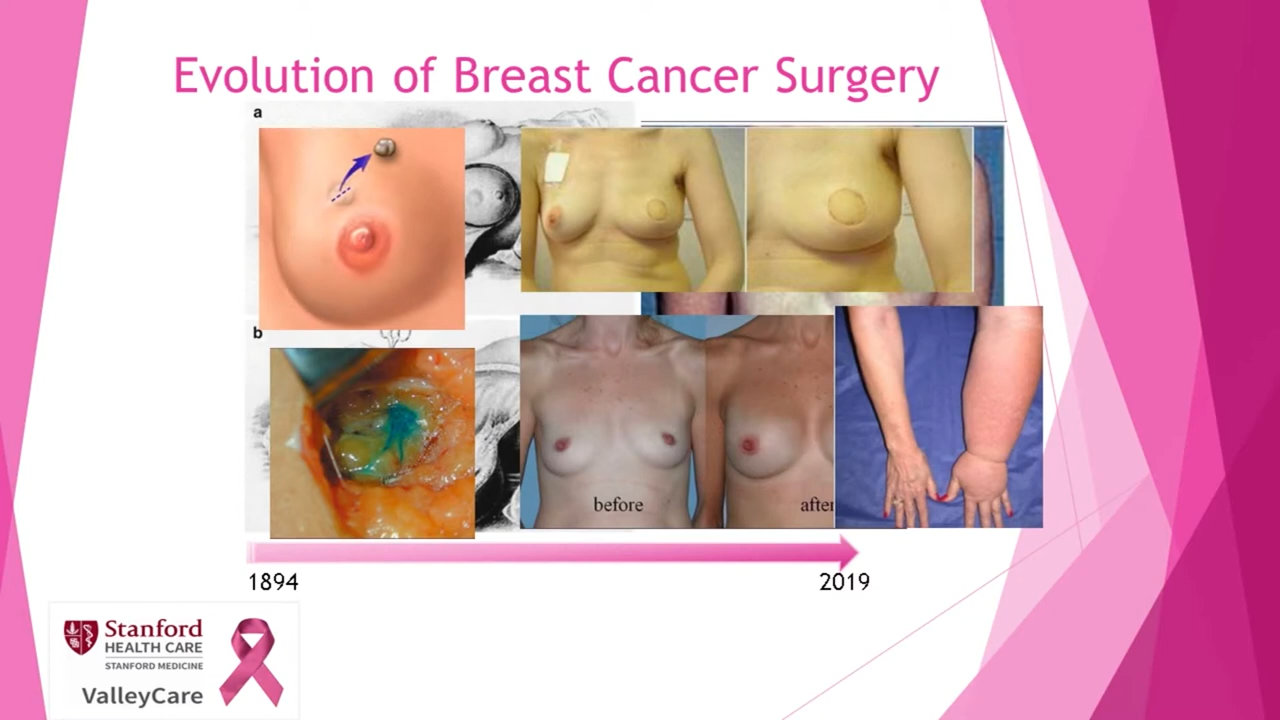 Evolution of Breast Cancer Surgery
a
b
before
after
1894
2019
Stanford
HEALTH CARE
STANFORD MEDICINE
ValleyCare